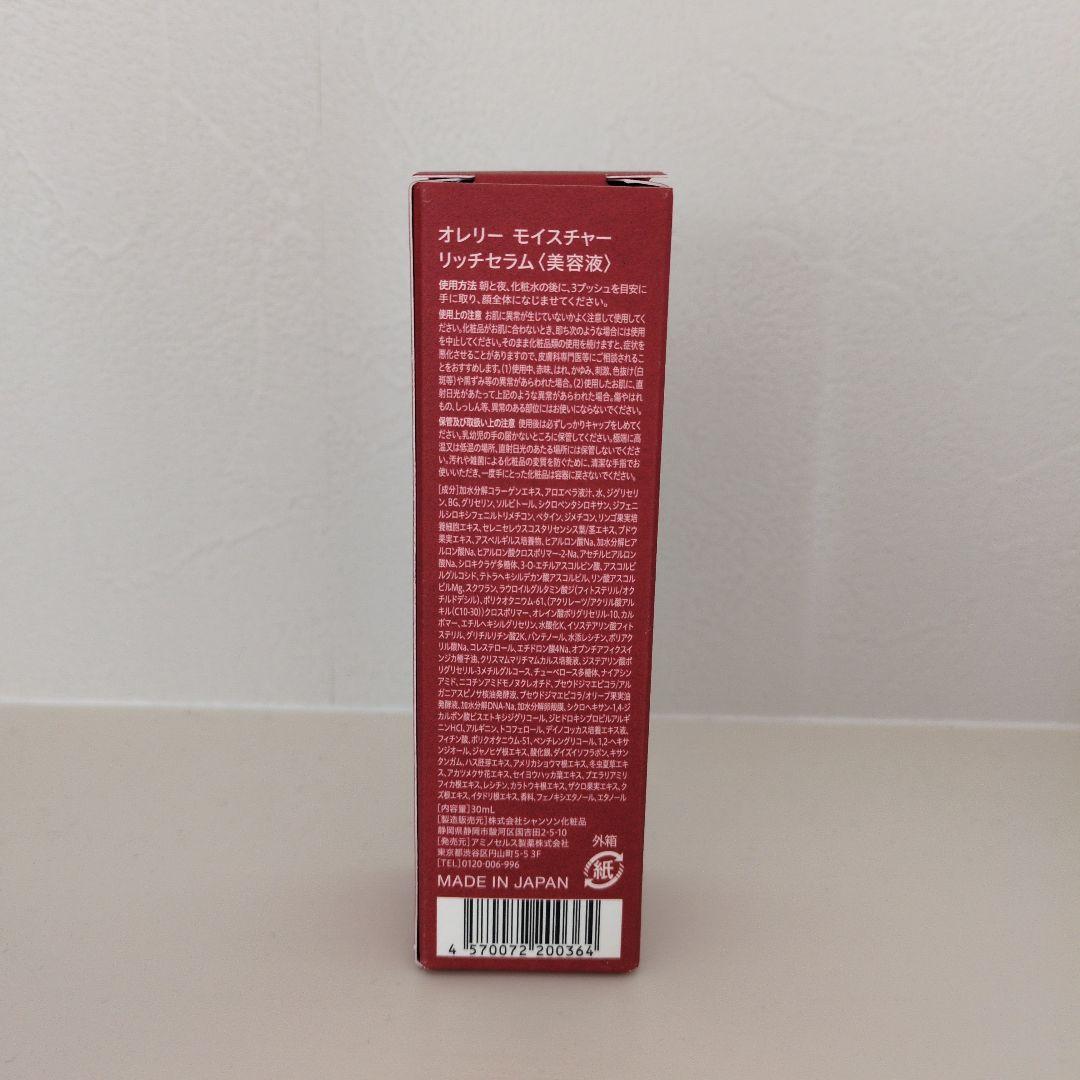 オレリー モイスチャー
リッチセラム〈美容液〉
使用方法 朝と夜、化粧水の後に、3プッシュを目安に
手に取り、顔全体になじませてください。
使用上の注意 お肌に異常が生じていないかよく注意して使用してく
ださい。化粧品がお肌に合わないとき、即ち次のような場合には使用
を中止してください。そのまま化粧品類の使用を続けますと、症状を
悪化させることがありますので、皮膚科専門医等にご相談されるこ
とをおすすめします。(1)使用中、赤味、はれ、かゆみ、刺激、色抜け(白
斑等)や黒ずみ等の異常があらわれた場合。(2)使用したお肌に、直
射日光があたって上記のような異常があらわれた場合。傷やはれ
もの、しっしん等、異常のある部位にはお使いにならないでください。
保管及び取扱い上の注意 使用後は必ずしっかりキャップをしめてく
ださい。乳幼児の手の届かないところに保管してください。極端に高
温又は低温の場所、直射日光のあたる場所には保管しないでくださ
い。汚れや雑菌による化粧品の変質を防ぐために、清潔な手指でお
使いいただき、一度手にとった化粧品は容器に戻さないでください。
[成分]加水分解コラーゲンエキス、アロエベラ液汁、水、ジグリセリ
ン、BG、グリセリン、ソルビトール、シクロペンタシロキサン、ジフェニ
ルシロキシフェニルトリメチコン、ベタイン、ジメチコン、リンゴ果実培
養細胞エキス、セレニセレウスコスタリセンシス葉/茎エキス、ブドウ
果実エキス、アスペルギルス培養物、ヒアルロン酸Na、加水分解ヒア
ルロン酸Na、ヒアルロン酸クロスポリマー-2-Na、アセチルヒアルロン
酸Na、シロキクラゲ多糖体、3-O-エチルアスコルビン酸、アスコルビ
ルグルコシド、テトラヘキシルデカン酸アスコルビル、リン酸アスコル
ビルMg、スクワラン、ラウロイルグルタミン酸ジ(フィトステリル/オク
チルドデシル)、ポリクオタニウム-61、(アクリレーツ/アクリル酸アル
キル(C10-30))クロスポリマー、オレイン酸ポリグリセリル-10、カル
ボマー、エチルヘキシルグリセリン、水酸化K、イソステアリン酸フィト
ステリル、グリチルリチン酸2K、パンテノール、水添レシチン、ポリアク
リル酸Na、コレステロール、エチドロン酸4Na、オプンチアフィクスイ
ンジカ種子油、クリスムマリチマムカルス培養液、ジステアリン酸ポ
リグリセリル-3メチルグルコース、チューベロース多糖体、ナイアシン
アミド、ニコチンアミドモノヌクレオチド、プセウドジマエピコラ/アル
ガニアスピノサ核油発酵液、プセウドジマエピコラ/オリーブ果実油
発酵液、加水分解DNA-Na、加水分解卵殻膜、シクロヘキサン-1,4-ジ
カルボン酸ビスエトキシジグリコール、ジヒドロキシプロピルアルギ
ニンHCl、アルギニン、トコフェロール、デイノコッカス培養エキス液、
フィチン酸、ポリクオタニウム-51、ペンチレングリコール、1,2-ヘキサ
ンジオール、ジャノヒゲ根エキス、酸化銀、ダイズイソフラボン、キサン
タンガム、ハス胚芽エキス、アメリカショウマ根エキス、冬虫夏草エキ
ス、アカツメクサ花エキス、セイヨウハッカ葉エキス、プエラリアミリ
フィカ根エキス、レシチン、カラトウキ根エキス、ザクロ果実エキス、ク
ズ根エキス、イタドリ根エキス、香料、フェノキシエタノール、エタノール
[内容量]30mL
[製造販売元]株式会社シャンソン化粧品
静岡県静岡市駿河区国吉田2-5-10
[発売元]アミノセルス製薬株式会社
東京都渋谷区円山町5-5 3F
[TEL]0120-006-996
外箱
紙
MADE IN JAPAN
4 570072 200364